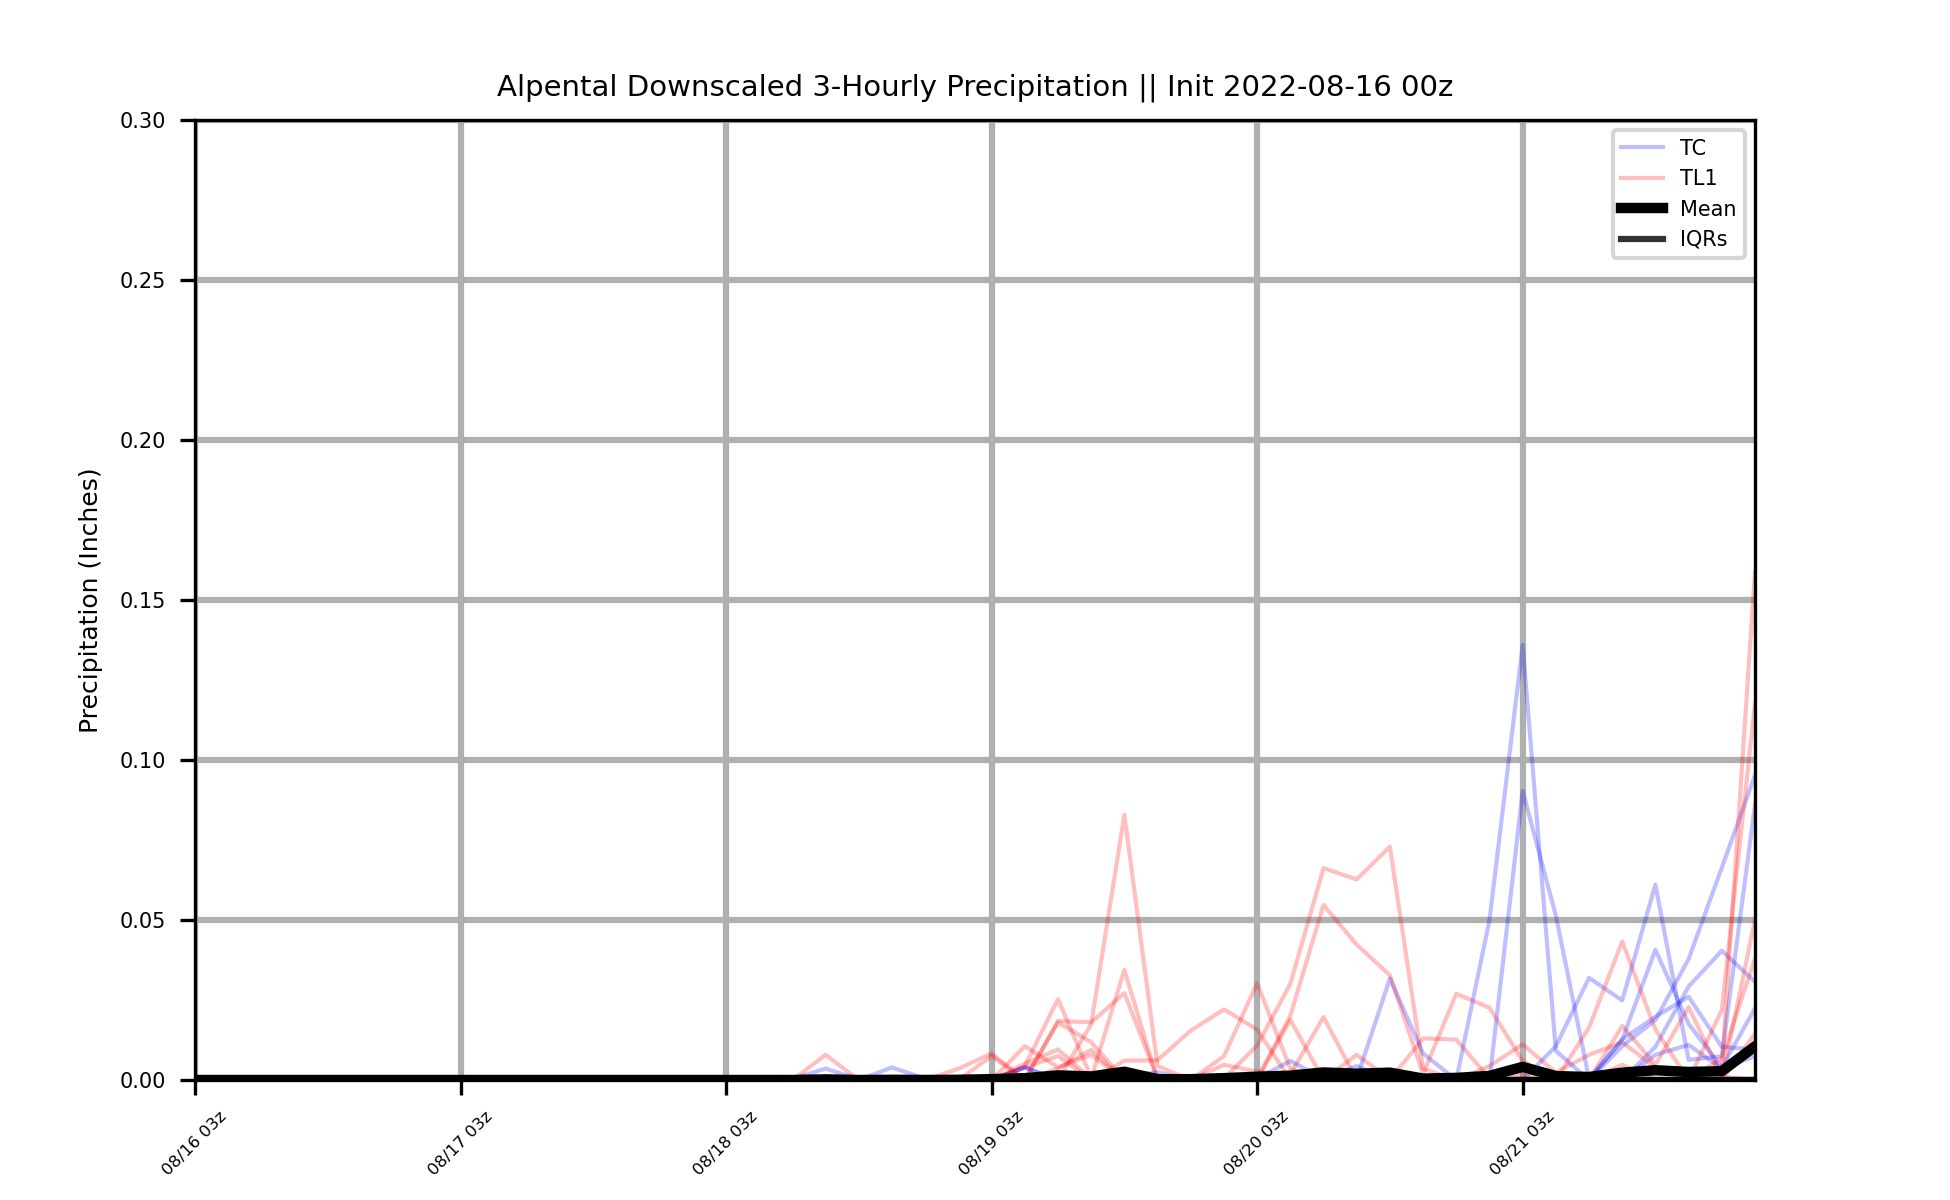 Alpental Downscaled 3-Hourly Precipitation || Init 2022-08-16 00z
Precipitation (Inches)
0.30
0.25
0.20
0.15
0.10
0.05
0.00
TC
TL1
Mean
IQRs
08/16 03z
08/17 03z
08/18 03z
08/19 03z
08/20 03z
08/21 03z